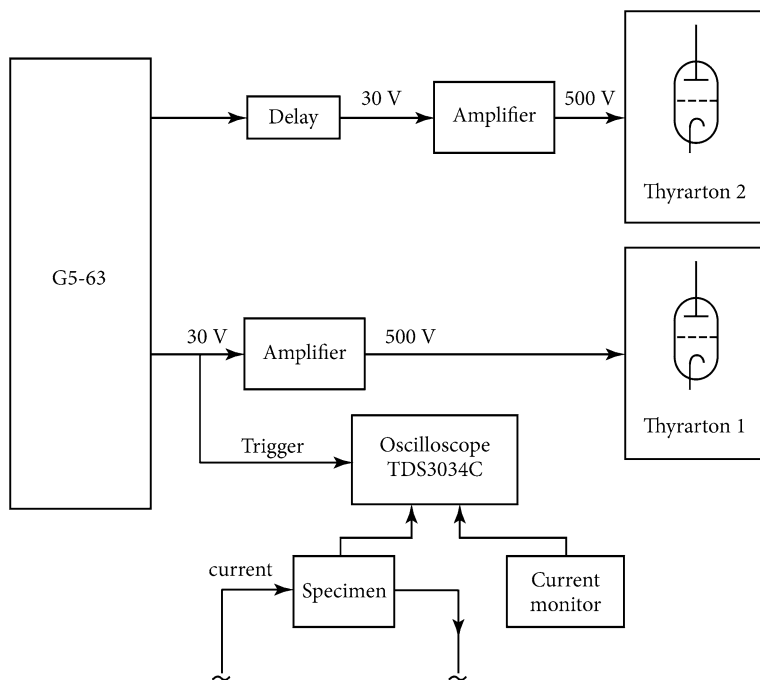 G5-63
Delay
30 V
Amplifier
500 V
Thyrarton 2
30 V
Amplifier
500 V
Thyrarton 1
Trigger
Oscilloscope
TDS3034C
current
Specimen
Current
monitor